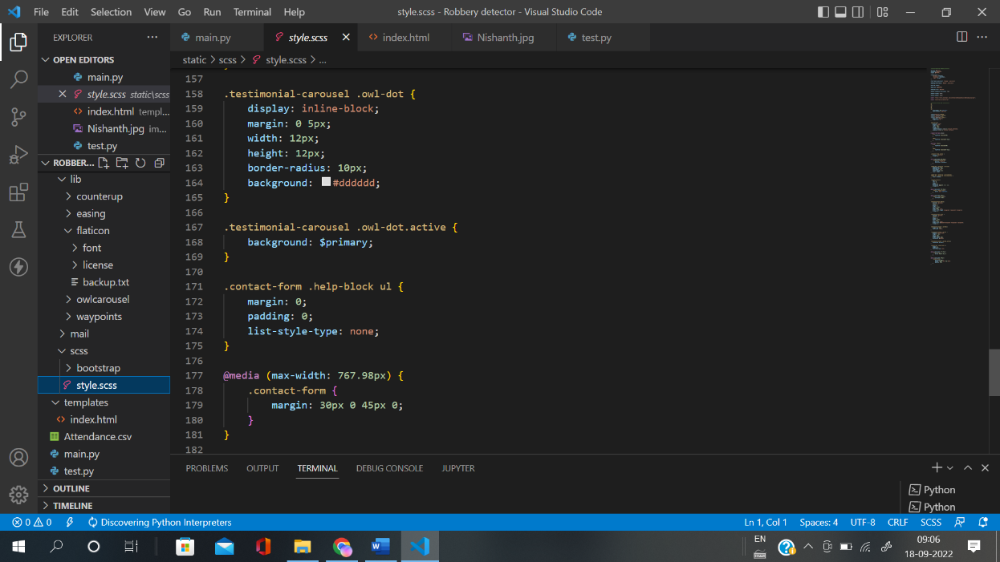 File Edit Selection View Go Run Terminal Help
style.scss - Robbery detector - Visual Studio Code
EXPLORER
OPEN EDITORS
main.py
style.scss static\scss
index.html templ...
Nishanth.jpg im...
test.py
ROBBER...
lib
counterup
easing
flaticon
font
license
backup.txt
owlcarousel
waypoints
mail
scss
bootstrap
style.scss
templates
index.html
Attendance.csv
main.py
test.py
OUTLINE
TIMELINE
main.py style.scss index.html Nishanth.jpg test.py
static > scss > style.scss > ...
157
158 .testimonial-carousel .owl-dot {
159 display: inline-block;
160 margin: 0 5px;
161 width: 12px;
162 height: 12px;
163 border-radius: 10px;
164 background: #dddddd;
165 }
166
167 .testimonial-carousel .owl-dot.active {
168 background: $primary;
169 }
170
171 .contact-form .help-block ul {
172 margin: 0;
173 padding: 0;
174 list-style-type: none;
175 }
176
177 @media (max-width: 767.98px) {
178 .contact-form {
179 margin: 30px 0 45px 0;
180 }
181 }
182
PROBLEMS OUTPUT TERMINAL DEBUG CONSOLE JUPYTER
Python
Python
0 0 Discovering Python Interpreters
Ln 1, Col 1 Spaces: 4 UTF-8 CRLF SCSS
EN
09:06
18-09-2022